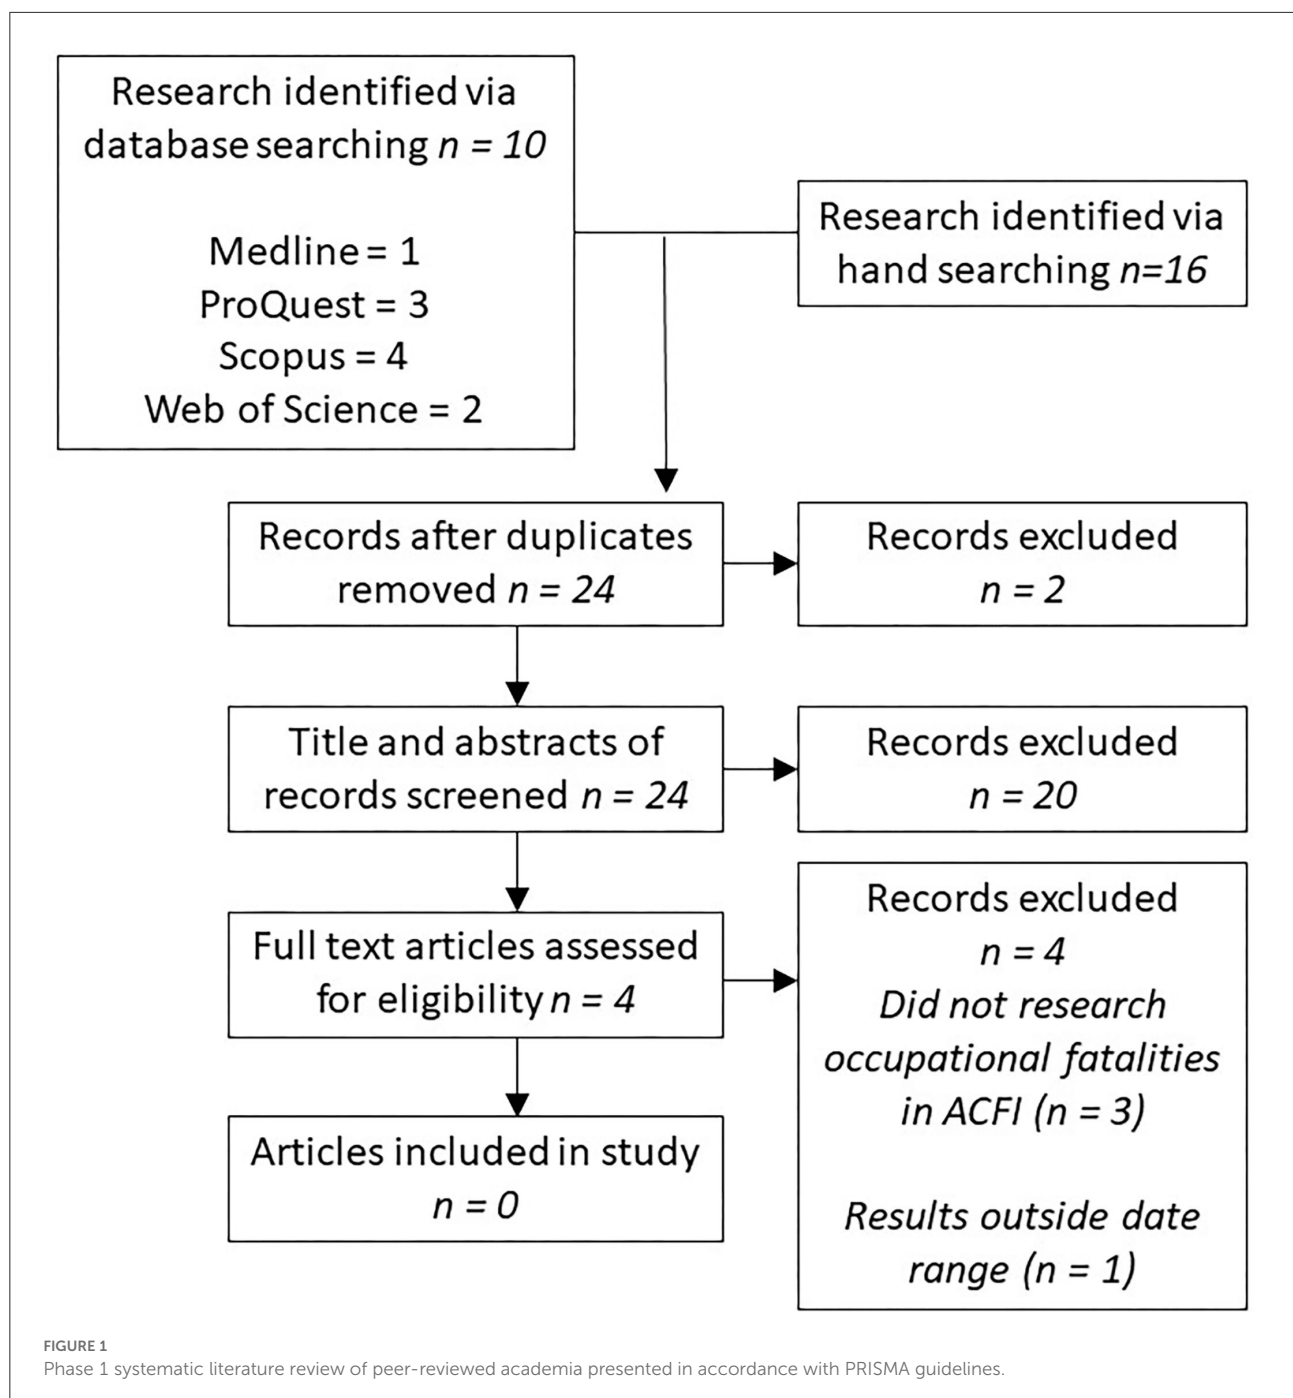 Research identified via
database searching n = 10
Medline = 1
ProQuest = 3
Scopus = 4
Web of Science = 2
Research identified via
hand searching n=16
Records after duplicates
removed n = 24
Records excluded
n = 2
Title and abstracts of
records screened n = 24
Records excluded
n = 20
Full text articles assessed
for eligibility n = 4
Records excluded
n = 4
Did not research
occupational fatalities
in ACFI (n = 3)
Results outside date
range (n = 1)
Articles included in study
n = 0
FIGURE 1
Phase 1 systematic literature review of peer-reviewed academia presented in accordance with PRISMA guidelines.